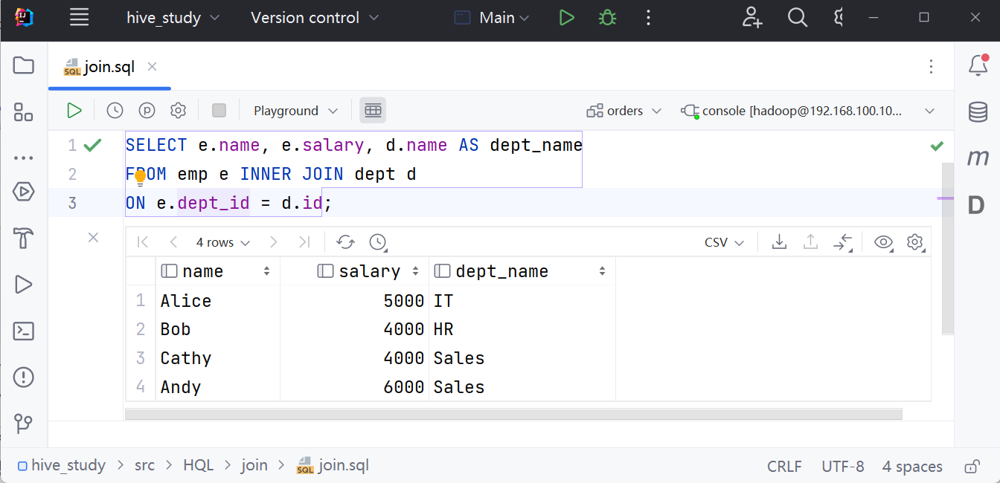 hive_study Version control Main
SQL join.sql
Playground orders console [hadoop@192.168.100.10...
1 SELECT e.name, e.salary, d.name AS dept_name
2 FROM emp e INNER JOIN dept d
3 ON e.dept_id = d.id;
4 rows CSV
name salary dept_name
1 Alice 5000 IT
2 Bob 4000 HR
3 Cathy 4000 Sales
4 Andy 6000 Sales
hive_study > src > HQL > join > SQL join.sql CRLF UTF-8 4 spaces
m
D